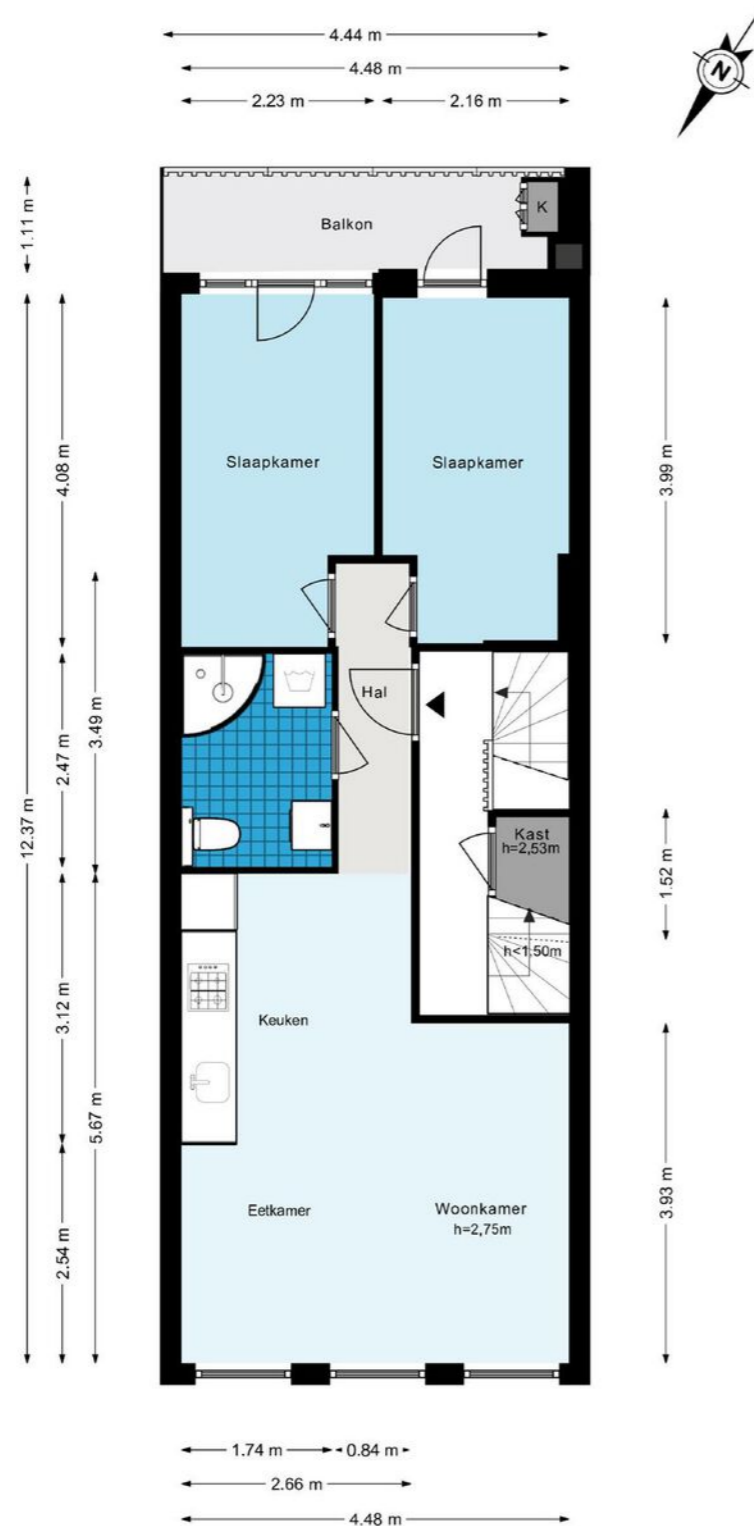 4.44 m
4.48 m
2.23 m
2.16 m
N
1.11 m
K
Balkon
12.37 m
4.08 m
3.99 m
Slaapkamer
Slaapkamer
3.49 m
2.47 m
Hal
Kast
h=2,53m
1.52 m
h<1.50m
3.12 m
5.67 m
Keuken
2.54 m
3.93 m
Eetkamer
Woonkamer
h=2,75m
1.74 m
0.84 m
2.66 m
4.48 m